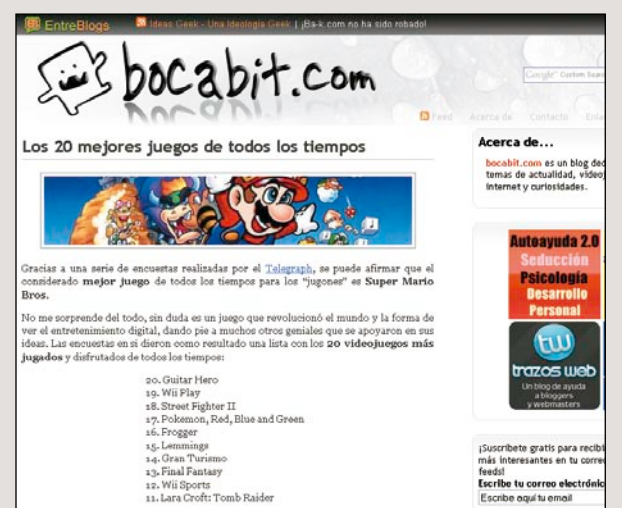 EntreBlogs
Ideas Geek - Una Ideología Geek | ¡Ba-k.com no ha sido robado!
bocabit.com
Google™ Custom Sear
Feed Acerca de Contacto Enla
Los 20 mejores juegos de todos los tiempos
Gracias a una serie de encuestas realizadas por el Telegraph, se puede afirmar que el
considerado mejor juego de todos los tiempos para los "jugones" es Super Mario
Bros.
No me sorprende del todo, sin duda es un juego que revolucionó el mundo y la forma de
ver el entretenimiento digital, dando pie a muchos otros geniales que se apoyaron en sus
ideas. Las encuestas en sí dieron como resultado una lista con los 20 videojuegos más
jugados y disfrutados de todos los tiempos:
20. Guitar Hero
19. Wii Play
18. Street Fighter II
17. Pokemon, Red, Blue and Green
16. Frogger
15. Lemmings
14. Gran Turismo
13. Final Fantasy
12. Wii Sports
11. Lara Croft: Tomb Raider
Acerca de...
bocabit.com es un blog ded
temas de actualidad, videoj
internet y curiosidades.
Autoayuda 2.0
Seducción
Psicología
Desarrollo
Personal
tw
trazos web
Un blog de ayuda
a bloggers
y webmasters
¡Suscríbete gratis para recibi
más interesantes en tu corre
feeds!
Escribe tu correo electrónic
Escribe aquí tu email